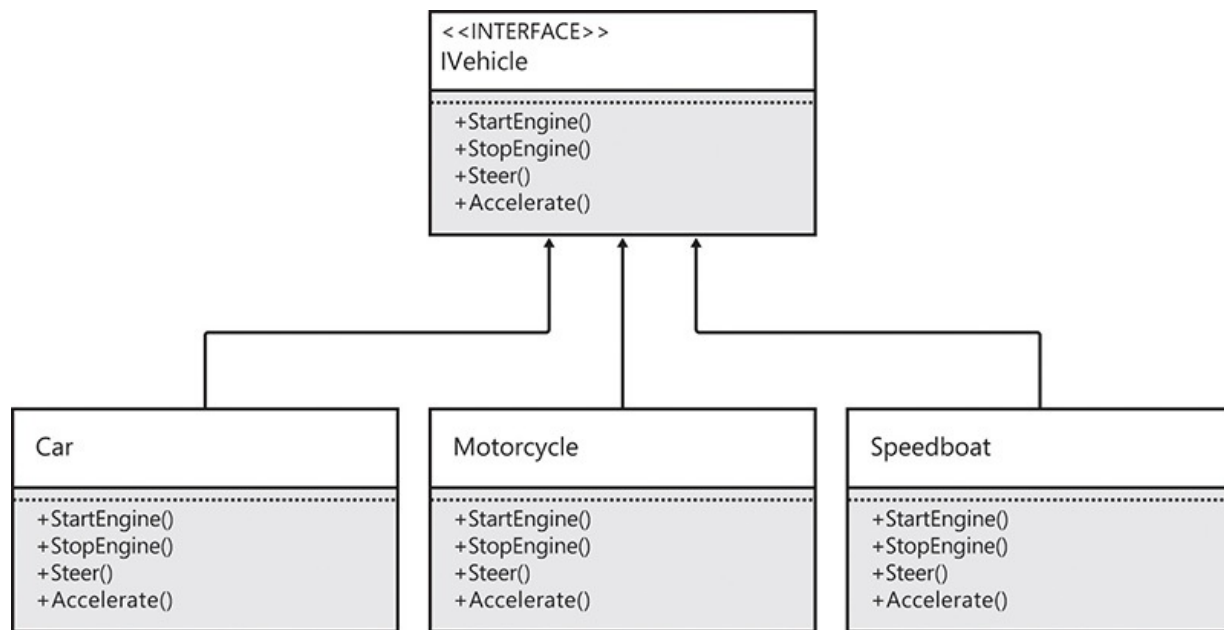 <<INTERFACE>>
IVehicle
+StartEngine()
+StopEngine()
+Steer()
+Accelerate()
Car
+StartEngine()
+StopEngine()
+Steer()
+Accelerate()
Motorcycle
+StartEngine()
+StopEngine()
+Steer()
+Accelerate()
Speedboat
+StartEngine()
+StopEngine()
+Steer()
+Accelerate()